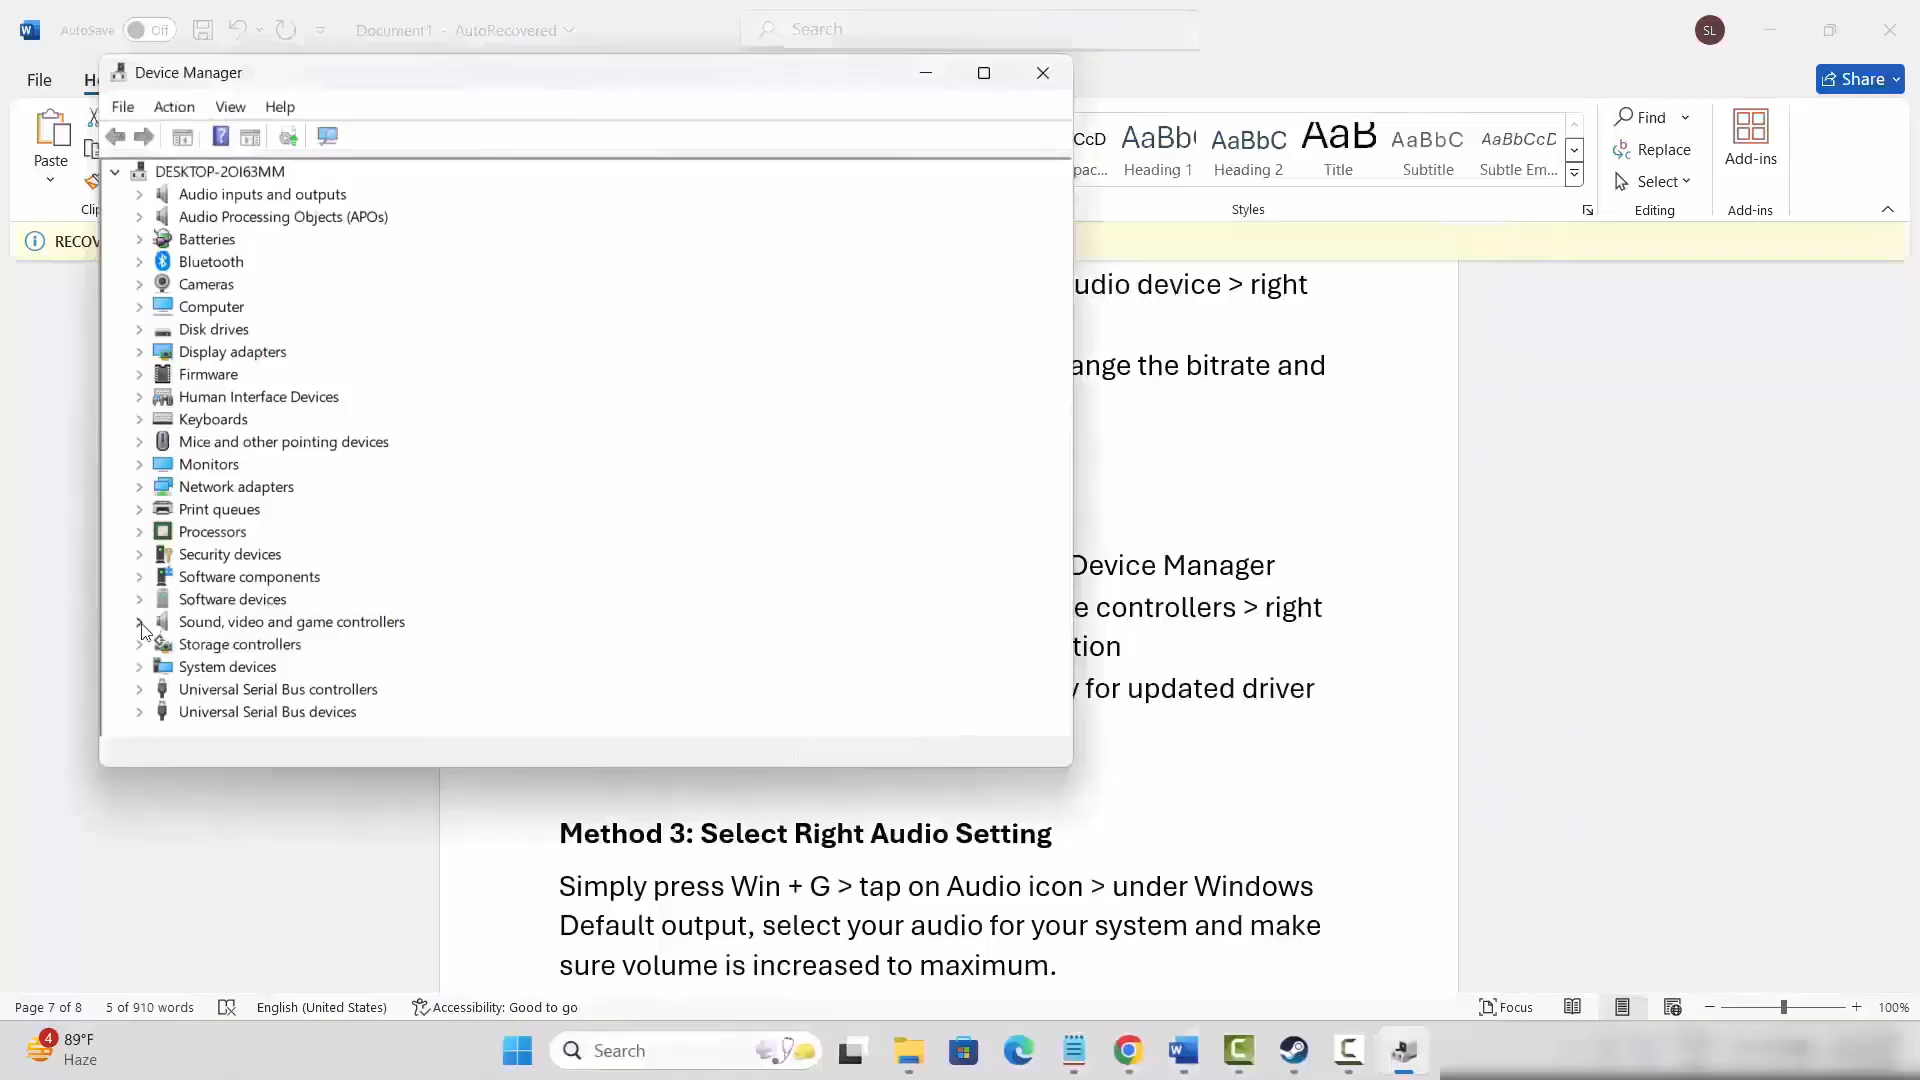 AutoSave Off Document1 - AutoRecovered Search SL
File Share
Device Manager
File Action View Help
Paste
CcD AaBb( AaBbC AaB AaBbC AaBbCcD
pac... Heading 1 Heading 2 Title Subtitle Subtle Em...
Find
Replace
Select
Add-ins
Clip Styles Editing Add-ins
RECOV
DESKTOP-2OI63MM
Audio inputs and outputs
Audio Processing Objects (APOs)
Batteries
Bluetooth
Cameras
Computer
Disk drives
Display adapters
Firmware
Human Interface Devices
Keyboards
Mice and other pointing devices
Monitors
Network adapters
Print queues
Processors
Security devices
Software components
Software devices
Sound, video and game controllers
Storage controllers
System devices
Universal Serial Bus controllers
Universal Serial Bus devices
udio device > right
ange the bitrate and
Device Manager
e controllers > right
tion
y for updated driver
Method 3: Select Right Audio Setting
Simply press Win + G > tap on Audio icon > under Windows
Default output, select your audio for your system and make
sure volume is increased to maximum.
Page 7 of 8 5 of 910 words English (United States) Accessibility: Good to go Focus 100%
4 89°F
Haze
Search